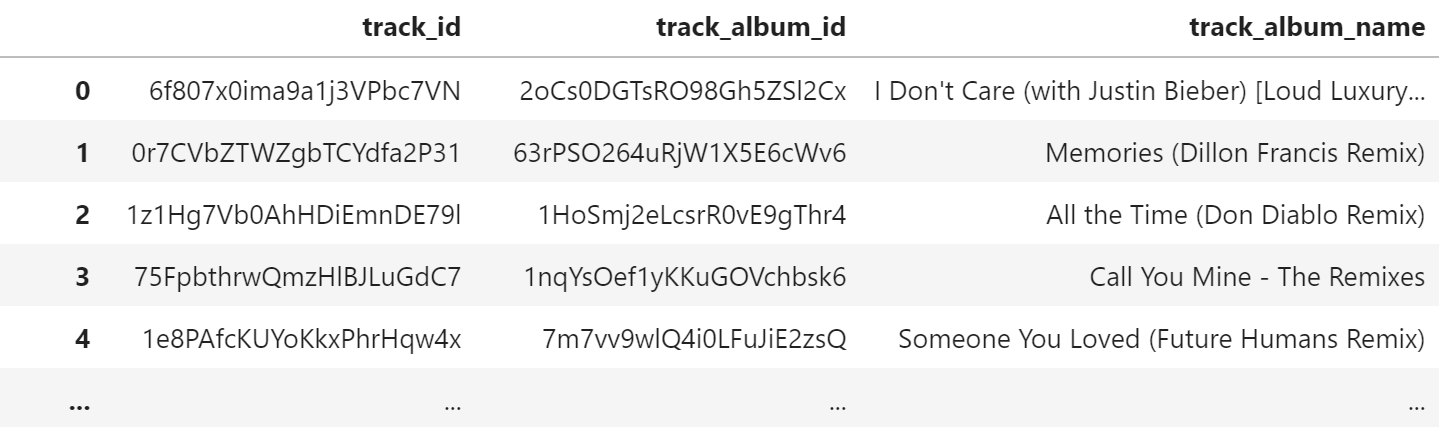 track_id track_album_id track_album_name
0 6f807x0ima9a1j3VPbc7VN 2oCs0DGTsRO98Gh5ZSl2Cx I Don't Care (with Justin Bieber) [Loud Luxury...
1 0r7CVbZTWZgbTCYdfa2P31 63rPSO264uRjW1X5E6cWv6 Memories (Dillon Francis Remix)
2 1z1Hg7Vb0AhHDiEmnDE79l 1HoSmj2eLcsrR0vE9gThr4 All the Time (Don Diablo Remix)
3 75FpbthrwQmzHlBJLuGdC7 1nqYsOef1yKKuGOVchbsk6 Call You Mine - The Remixes
4 1e8PAfcKUYoKkxPhrHqw4x 7m7vv9wlQ4i0LFuJiE2zsQ Someone You Loved (Future Humans Remix)
... ... ... ...